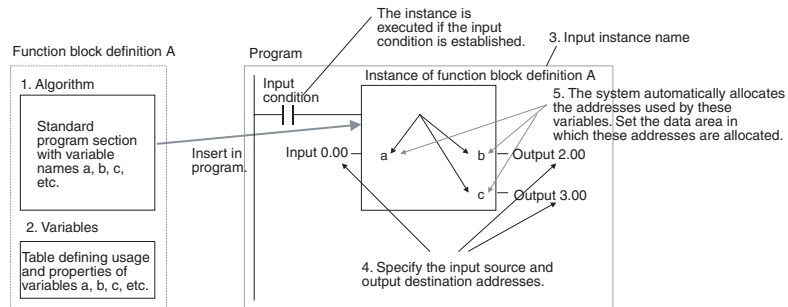 The instance is
executed if the input
condition is established.
3. Input instance name
Function block definition A
Program
1. Algorithm
Input
condition
Instance of function block definition A
5. The system automatically allocates
the addresses used by these
variables. Set the data area in
which these addresses are allocated.
Standard
program section
with variable
names a, b, c,
etc.
Insert in
program.
Input 0.00
a
b
Output 2.00
c
Output 3.00
2. Variables
Table defining usage
and properties of
variables a, b, c, etc.
4. Specify the input source and
output destination addresses.